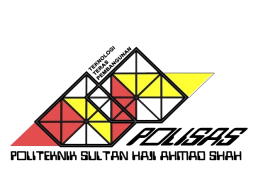 TEKNOLOGI
TERAS
PEMBANGUNAN
POLISAS
POLITEKNIK SULTAN HAJI AHMAD SHAH